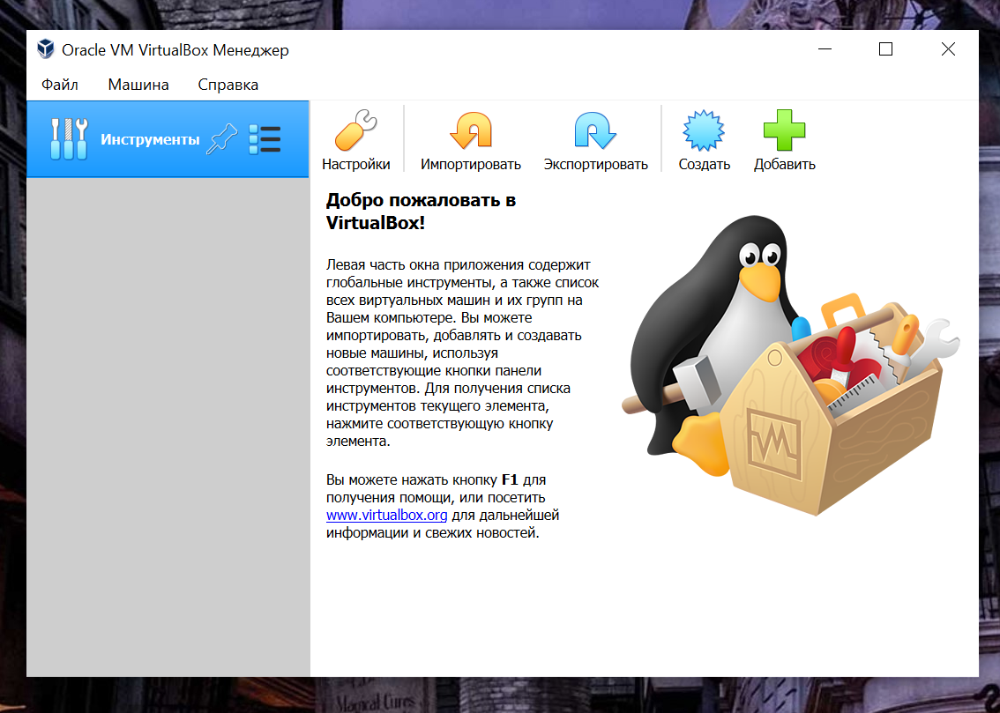 Oracle VM VirtualBox Менеджер
Файл Машина Справка
Инструменты
Настройки Импортировать Экспортировать Создать Добавить
Добро пожаловать в
VirtualBox!
Левая часть окна приложения содержит
глобальные инструменты, а также список
всех виртуальных машин и их групп на
Вашем компьютере. Вы можете
импортировать, добавлять и создавать
новые машины, используя
соответствующие кнопки панели
инструментов. Для получения списка
инструментов текущего элемента,
нажмите соответствующую кнопку
элемента.
Вы можете нажать кнопку F1 для
получения помощи, или посетить
www.virtualbox.org для дальнейшей
информации и свежих новостей.
Magical Cures